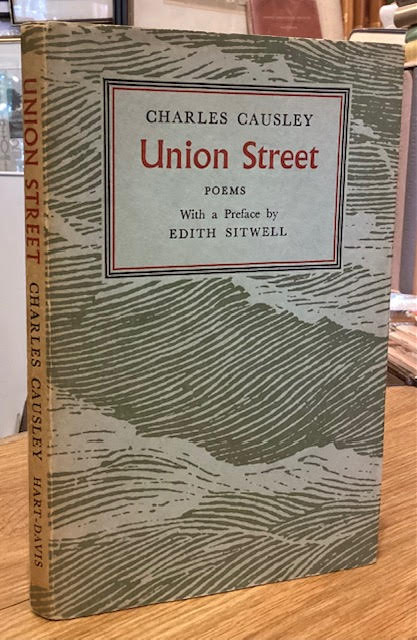 CHARLES CAUSLEY
Union Street
POEMS
With a Preface by
EDITH SITWELL
UNION STREET CHARLES CAUSLEY HART-DAVIS